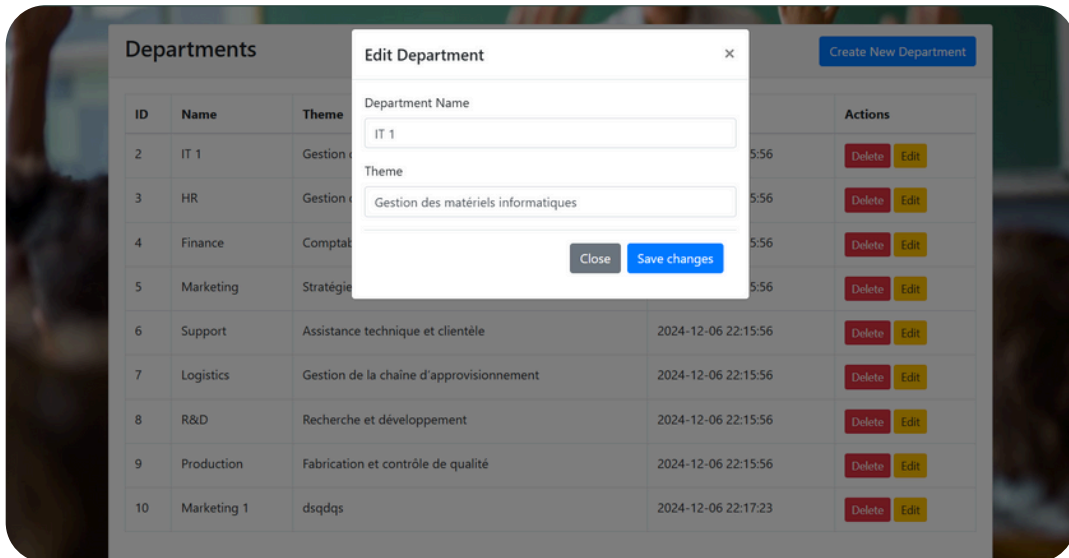 Departments
Create New Department
Edit Department ×
Department Name
IT 1
Theme
Gestion des matériels informatiques
Close Save changes
ID Name Theme Actions
2 IT 1 Gestion 5:56 Delete Edit
3 HR Gestion 5:56 Delete Edit
4 Finance 5:56 Delete Edit
5 Marketing Stratégie 5:56 Delete Edit
6 Support Assistance technique et clientèle 2024-12-06 22:15:56 Delete Edit
7 Logistics Gestion de la chaîne d'approvisionnement 2024-12-06 22:15:56 Delete Edit
8 R&D Recherche et développement 2024-12-06 22:15:56 Delete Edit
9 Production Fabrication et contrôle de qualité 2024-12-06 22:15:56 Delete Edit
10 Marketing 1 dsqdqs 2024-12-06 22:17:23 Delete Edit